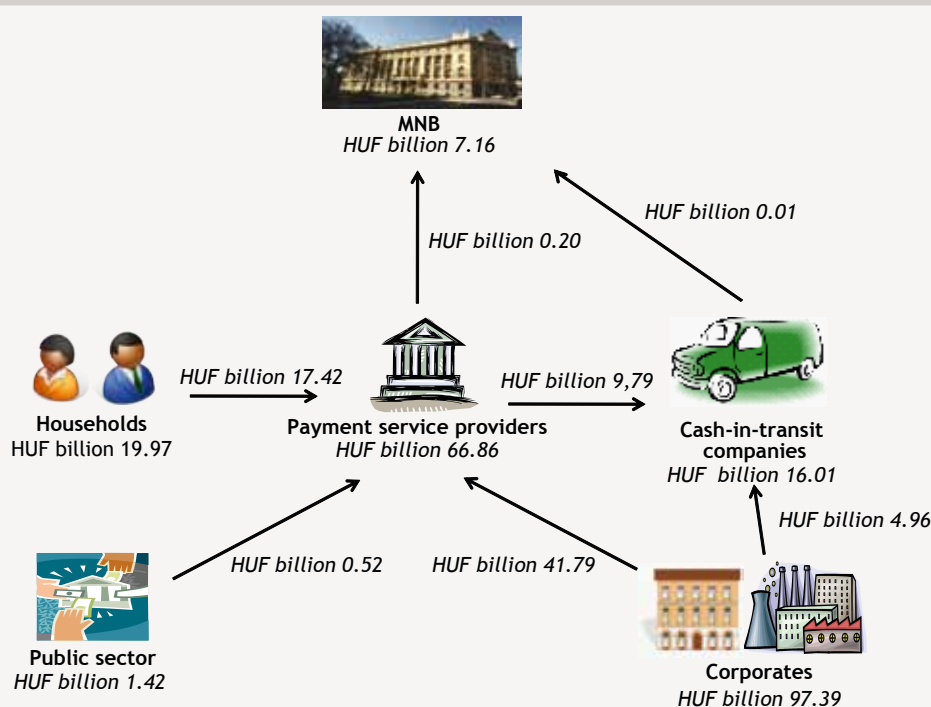 MNB
HUF billion 7.16
HUF billion 0.01
HUF billion 0.20
HUF billion 17.42
HUF billion 9,79
Households
HUF billion 19.97
Payment service providers
HUF billion 66.86
Cash-in-transit
companies
HUF billion 16.01
HUF billion 4.96
HUF billion 0.52
HUF billion 41.79
Public sector
HUF billion 1.42
Corporates
HUF billion 97.39